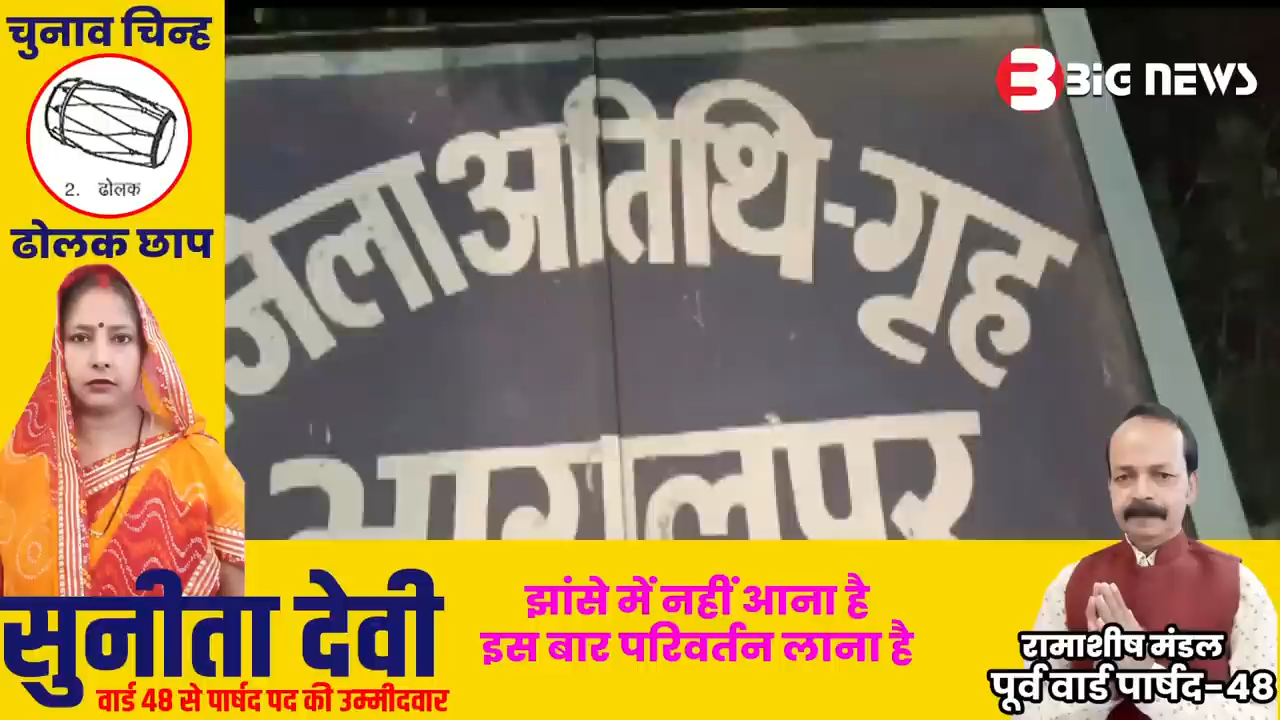 चुनाव चिन्ह
2. ढोलक
ढोलक छाप
BIG NEWS
जिला अतिथि-गृह
भागलपुर
सुनीता देवी
वार्ड 48 से पार्षद पद की उम्मीदवार
झांसे में नहीं आना है
इस बार परिवर्तन लाना है
रामाशीष मंडल
पूर्व वार्ड पार्षद-48